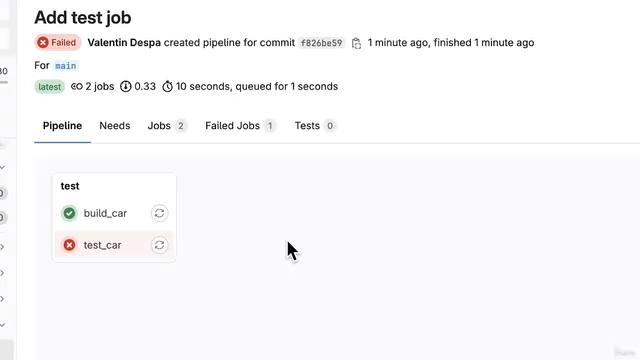 Add test job
Failed Valentin Despa created pipeline for commit f826be59 1 minute ago, finished 1 minute ago
For main
latest 2 jobs 0.33 10 seconds, queued for 1 seconds
Pipeline Needs Jobs 2 Failed Jobs 1 Tests 0
test
build_car
test_car